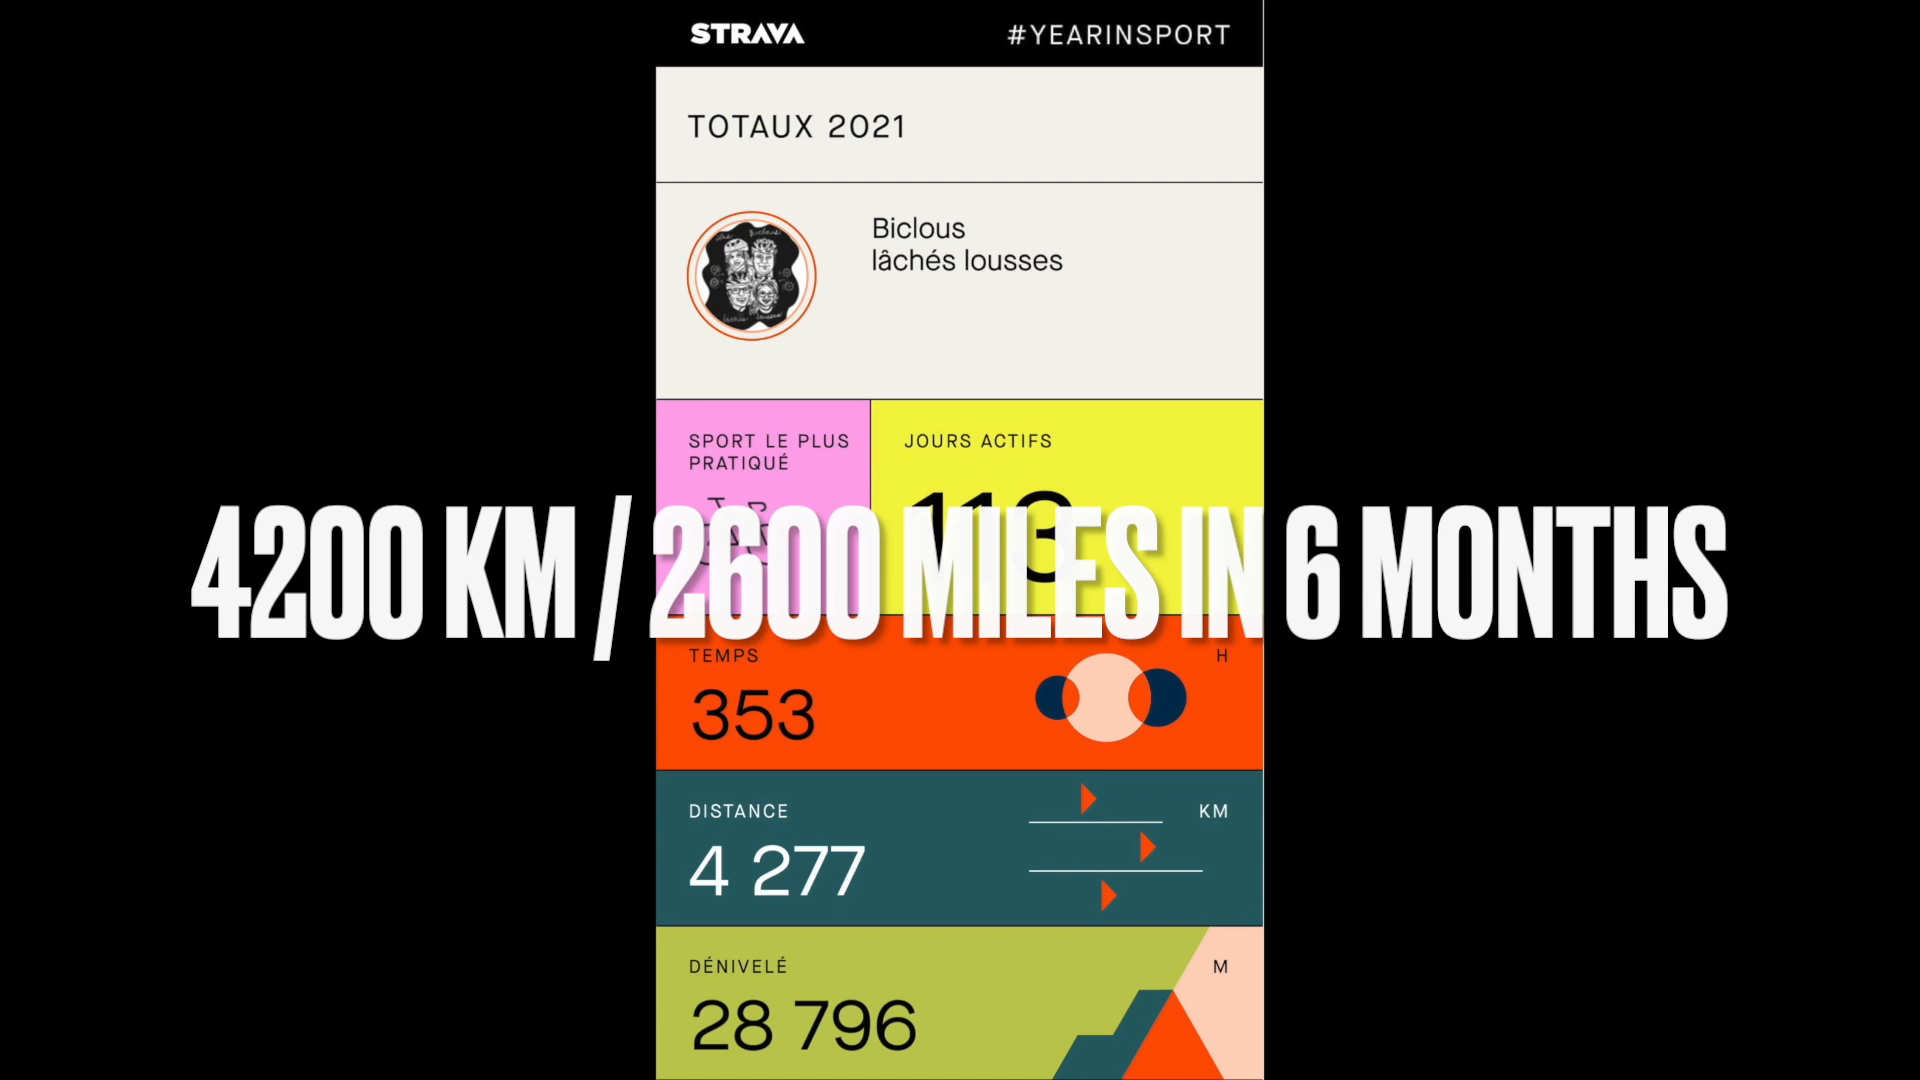 STRAVA
#YEARINSPORT
TOTAUX 2021
Biclous
lâchés lousses
SPORT LE PLUS
PRATIQUÉ
JOURS ACTIFS
113
4200 KM / 2600 MILES IN 6 MONTHS
TEMPS
H
353
DISTANCE
KM
4 277
DÉNIVELÉ
M
28 796